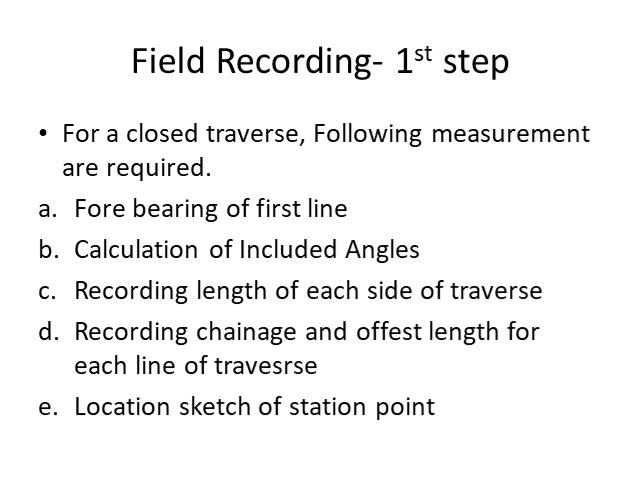 Field Recording- 1st step
• For a closed traverse, Following measurement
are required.
a. Fore bearing of first line
b. Calculation of Included Angles
c. Recording length of each side of traverse
d. Recording chainage and offest length for
each line of travesrse
e. Location sketch of station point